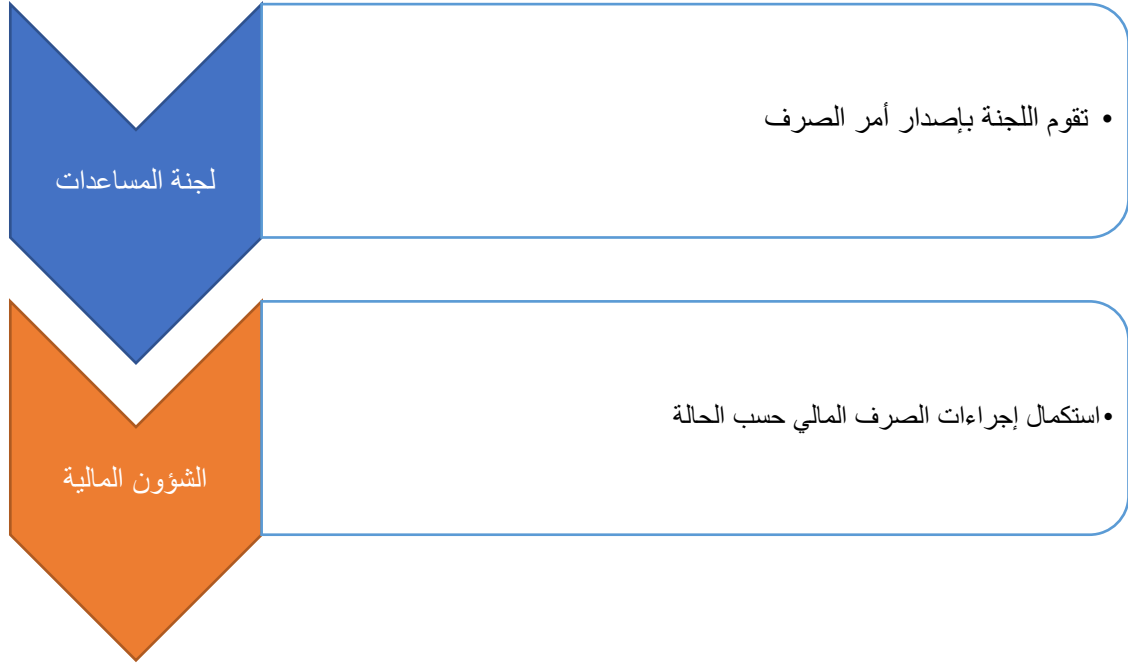 • تقوم اللجنة بإصدار أمر الصرف
لجنة المساعدات
•استكمال إجراءات الصرف المالي حسب الحالة
الشؤون المالية